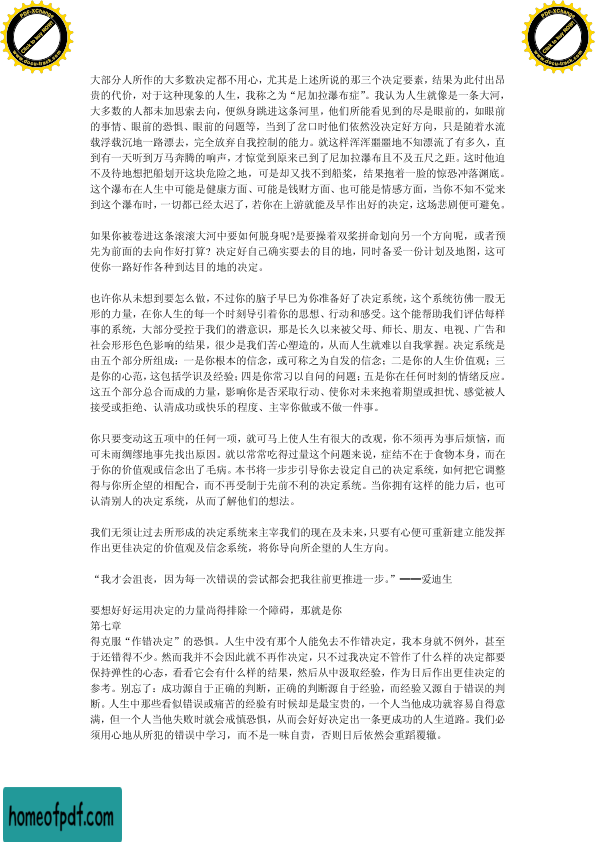 PDF-XChange
Click to buy NOW!
www.docu-track.com
PDF-XChange
Click to buy NOW!
www.docu-track.com
大部分人所作的大多数决定都不用心，尤其是上述所说的那三个决定要素，结果为此付出昂
贵的代价，对于这种现象的人生，我称之为“尼加拉瀑布症”。我认为人生就像是一条大河，
大多数的人都未加思索去向，便纵身跳进这条河里。他们所能看见到的尽是眼前的，如眼前
的事情、眼前的恐惧、眼前的问题等，当到了岔口时他们依然没决定好方向，只是随着水流
载浮载沉地一路漂去，完全放弃自我控制的能力。就这样浑浑噩噩地不知漂流了有多久，直
到有一天听到万马奔腾的响声，才惊觉到原来已到了尼加拉瀑布且不及五尺之距。这时他迫
不及待地想把船划开这块危险之地，可是却又找不到船桨，结果抱着一脸的惊恐冲落渊底。
这个瀑布在人生中可能是健康方面、可能是钱财方面、也可能是情感方面，当你不知不觉来
到这个瀑布时，一切都已经太迟了，若你在上游就能及早作出好的决定，这场悲剧便可避免。
如果你被卷进这条滚滚大河中要如何脱身呢?是要操着双桨拼命划向另一个方向呢，或者预
先为前面的去向作好打算? 决定好自己确实要去的目的地，同时备妥一份计划及地图，这可
使你一路好作各种到达目的地的决定。
也许你从未想到要怎么做，不过你的脑子早已为你准备好了决定系统，这个系统彷佛一股无
形的力量，在你人生的每一个时刻导引着你的思想、行动和感受。这个能帮助我们评估每样
事的系统，大部分受控于我们的潜意识，那是长久以来被父母、师长、朋友、电视、广告和
社会形形色色影响的结果，很少是我们苦心塑造的，从而人生就难以自我掌握。决定系统是
由五个部分所组成：一是你根本的信念，或可称之为自发的信念；二是你的人生价值观；三
是你的心范，这包括学识及经验；四是你常习以自问的问题；五是你在任何时刻的情绪反应。
这五个部分总合而成的力量，影响你是否采取行动、使你对未来抱着期望或担忧、感觉被人
接受或拒绝、认清成功或快乐的程度、主宰你做或不做一件事。
你只要变动这五项中的任何一项，就可马上使人生有很大的改观，你不须再为事后烦恼，而
可未雨绸缪地事先找出原因。就以常常吃得过量这个问题来说，症结不在于食物本身，而在
于你的价值观或信念出了毛病。本书将一步步引导你去设定自己的决定系统，如何把它调整
得与你所企望的相配合，而不再受制于先前不利的决定系统。当你拥有这样的能力后，也可
认清别人的决定系统，从而了解他们的想法。
我们无须让过去所形成的决定系统来主宰我们的现在及未来，只要有心便可重新建立能发挥
作出更佳决定的价值观及信念系统，将你导向所企望的人生方向。
“我才会沮丧，因为每一次错误的尝试都会把我往前更推进一步。”━━爱迪生
要想好好运用决定的力量尚得排除一个障碍，那就是你
第七章
得克服“作错决定”的恐惧。人生中没有那个人能免去不作错决定，我本身就不例外，甚至
于还错得不少。然而我并不会因此就不再作决定，只不过我决定不管作了什么样的决定都要
保持弹性的心态，看看它会有什么样的结果，然后从中汲取经验，作为日后作出更佳决定的
参考。别忘了：成功源自于正确的判断，正确的判断源自于经验，而经验又源自于错误的判
断。人生中那些看似错误或痛苦的经验有时候却是最宝贵的，一个人当他成功就容易自得意
满，但一个人当他失败时就会戒慎恐惧，从而会好好决定出一条更成功的人生道路。我们必
须用心地从所犯的错误中学习，而不是一味自责，否则日后依然会重蹈覆辙。
homeofpdf.com